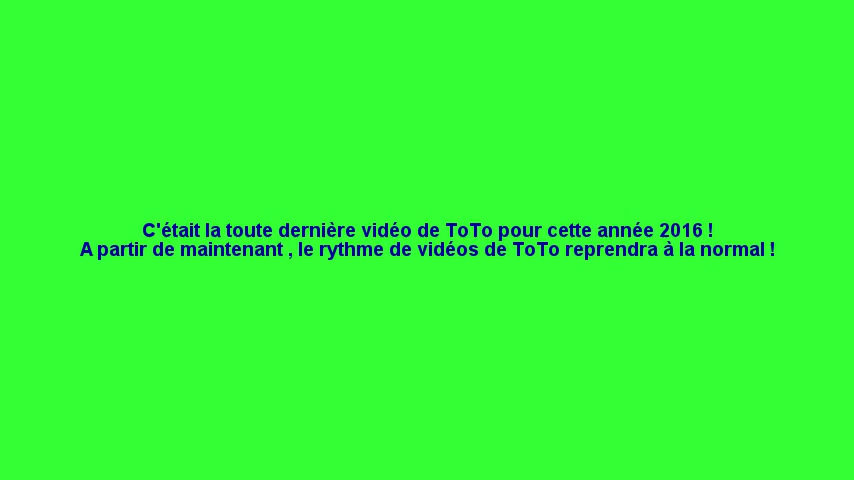 C'était la toute dernière vidéo de ToTo pour cette année 2016 !
A partir de maintenant , le rythme de vidéos de ToTo reprendra à la normal !